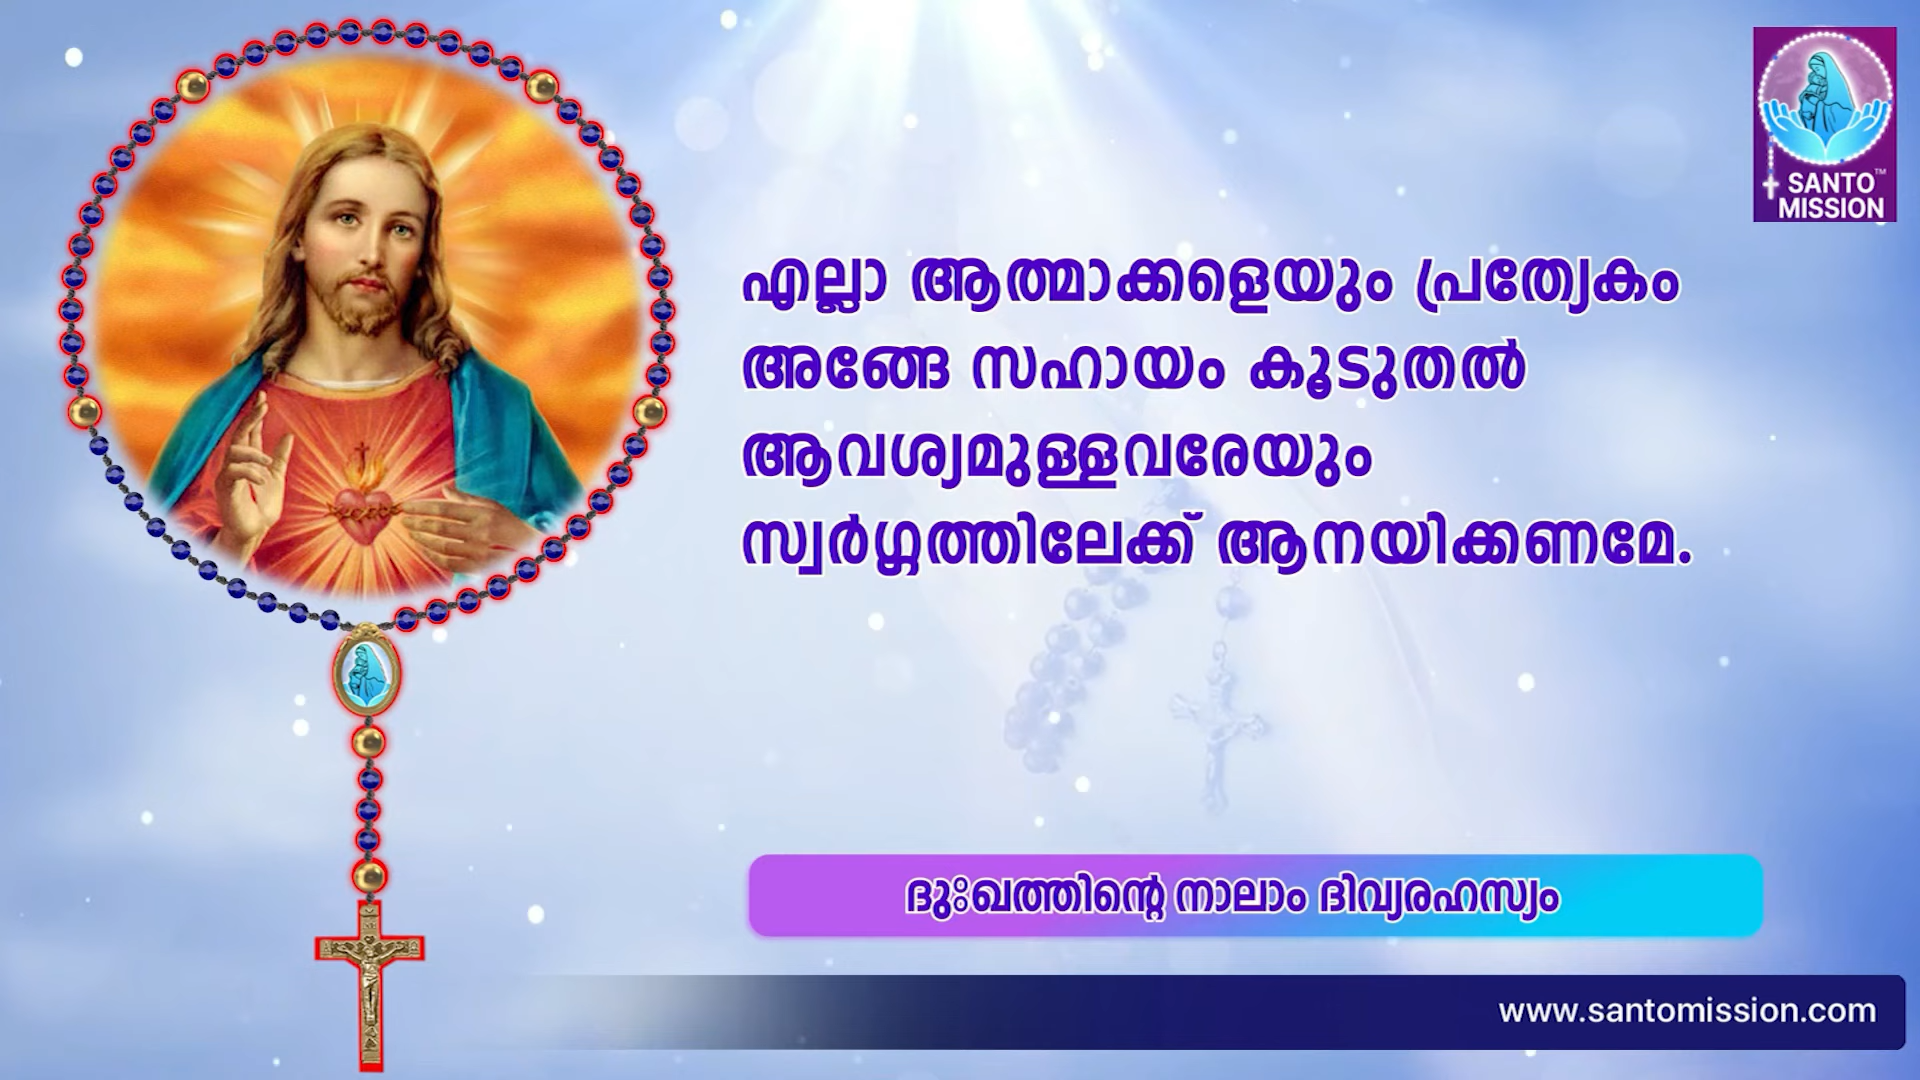 SANTO™
MISSION
എല്ലാ ആത്മാക്കളെയും പ്രത്യേകം
അങ്ങേ സഹായം കൂടുതൽ
ആവശ്യമുള്ളവരേയും
സ്വർഗ്ഗത്തിലേക്ക് ആനയിക്കണമേ.
ദുഃഖത്തിന്റെ നാലാം ദിവ്യരഹസ്യം
www.santomission.com